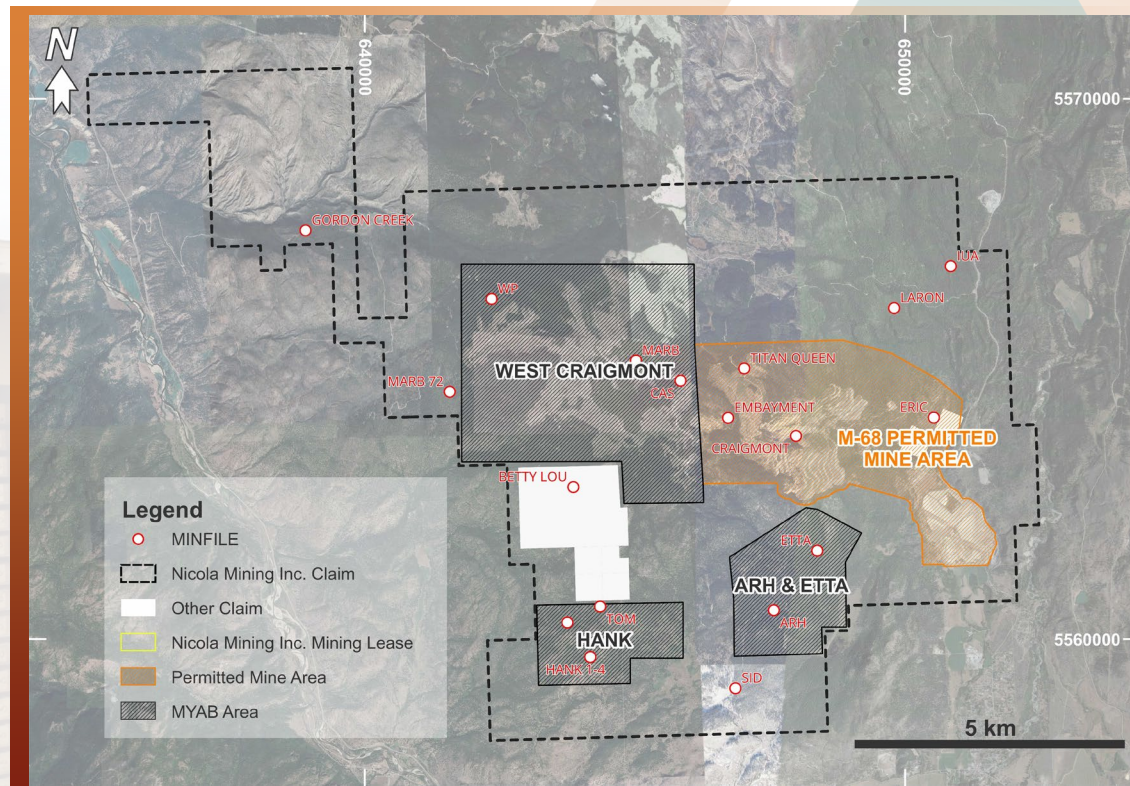 N
640000
650000
5570000
GORDON CREEK
IUA
WP
LARON
MARB
TITAN QUEEN
WEST CRAIGMONT
MARB 72
CAS
EMBAYMENT
ERIC
CRAIGMONT
M-68 PERMITTED
MINE AREA
BETTY LOU
Legend
MINFILE
Nicola Mining Inc. Claim
Other Claim
Nicola Mining Inc. Mining Lease
Permitted Mine Area
MYAB Area
ETTA
ARH & ETTA
ARH
TOM
HANK
HANK 1-4
5560000
SID
5 km